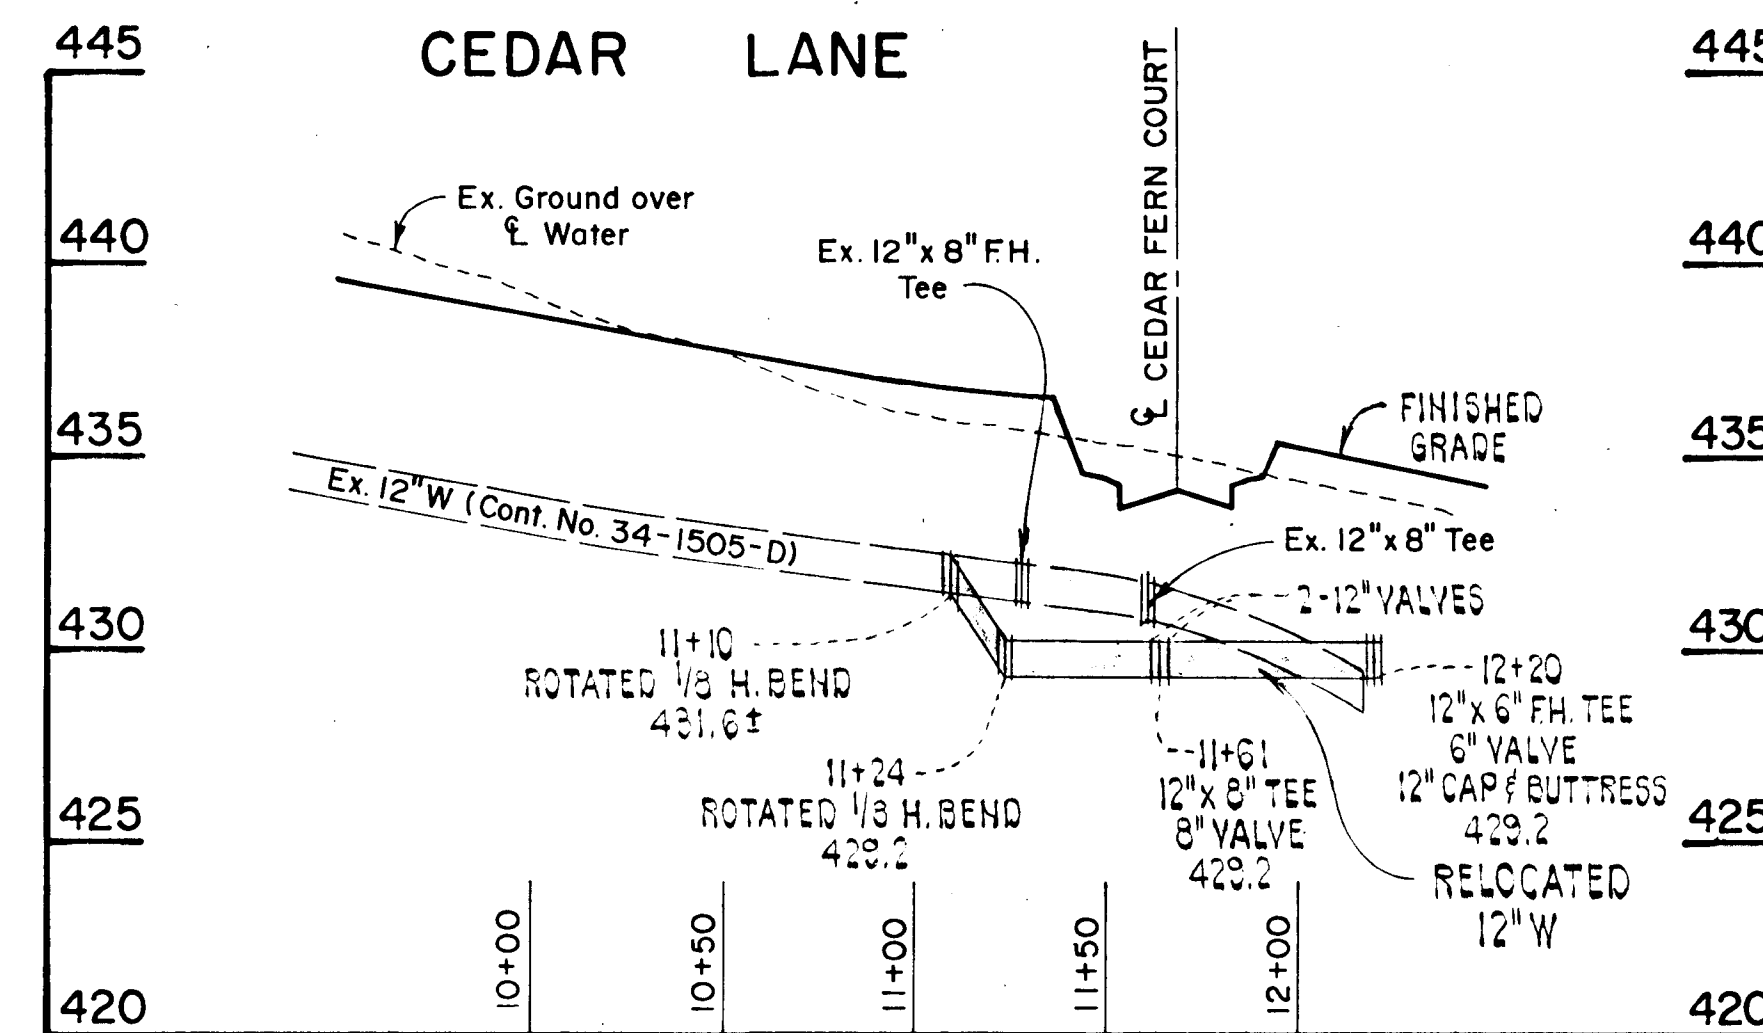 CEDAR LANE
445
440
435
430
425
420
445
440
435
430
425
420
Ex. Ground over
℄ Water
Ex. 12"x 8" F.H.
Tee
℄ CEDAR FERN COURT
FINISHED
GRADE
Ex. 12"W (Cont. No. 34-1505-D)
Ex. 12"x 8" Tee
2-12" VALVES
11+10
ROTATED 1/8 H. BEND
431.6±
11+24
ROTATED 1/8 H. BEND
429.2
11+61
12"x 8" TEE
8" VALVE
429.2
12+20
12"x 6" F.H. TEE
6" VALVE
12" CAP & BUTTRESS
429.2
RELOCATED
12" W
10+00
10+50
11+00
11+50
12+00